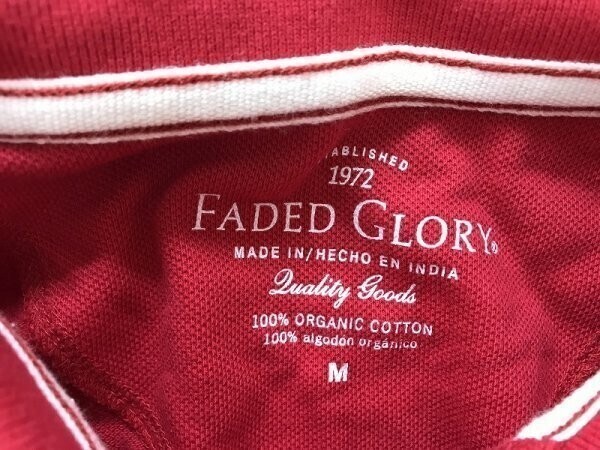 ABLISHED
1972
FADED GLORY®
MADE IN/HECHO EN INDIA
Quality Goods
100% ORGANIC COTTON
100% algodón orgánico
M